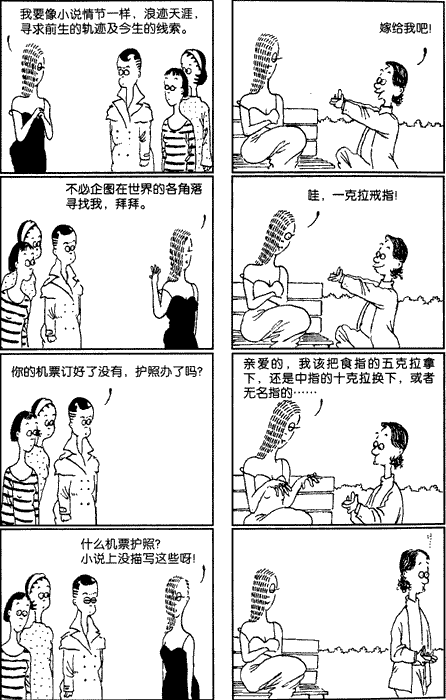 我要像小说情节一样，浪迹天涯，
寻求前生的轨迹及今生的线索。
不必企图在世界的各角落
寻找我，拜拜。
你的机票订好了没有，护照办了吗？
什么机票护照？
小说上没描写这些呀！
嫁给我吧！
哇，一克拉戒指！
亲爱的，我该把食指的五克拉拿
下，还是中指的十克拉换下，或者
无名指的……